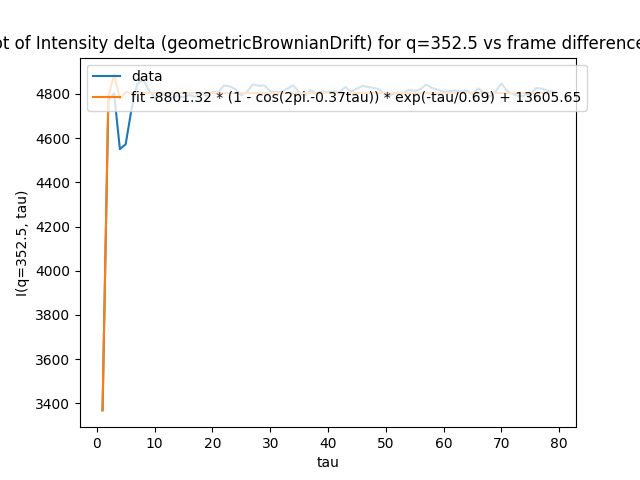 ot of Intensity delta (geometricBrownianDrift) for q=352.5 vs frame difference
data
fit -8801.32 * (1 - cos(2pi.-0.37tau)) * exp(-tau/0.69) + 13605.65
4800
4600
4400
4200
4000
3800
3600
3400
I(q=352.5, tau)
0 10 20 30 40 50 60 70 80
tau